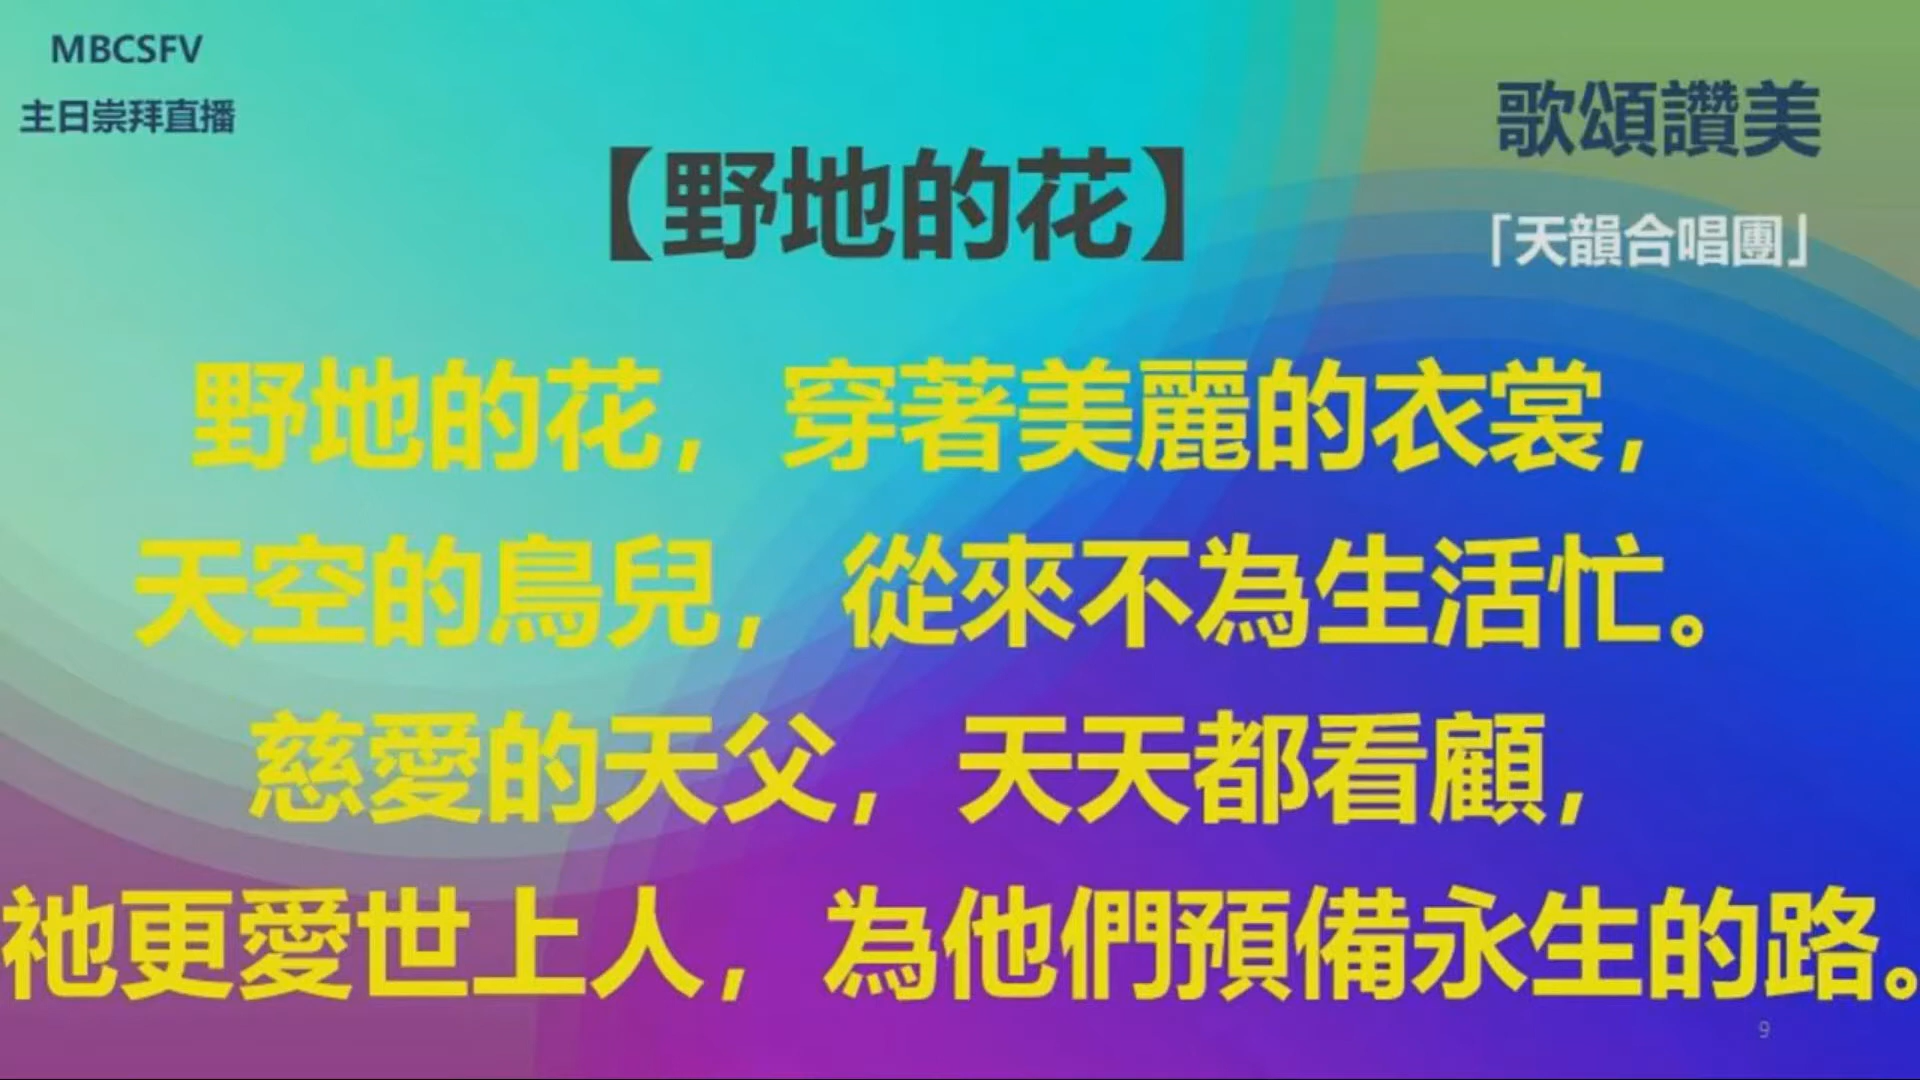 MBCSFV
主日崇拜直播
歌頌讚美
【野地的花】
「天韻合唱團」
野地的花，穿著美麗的衣裳，
天空的鳥兒，從來不為生活忙。
慈愛的天父，天天都看顧，
祂更愛世上人，為他們預備永生的路。
9